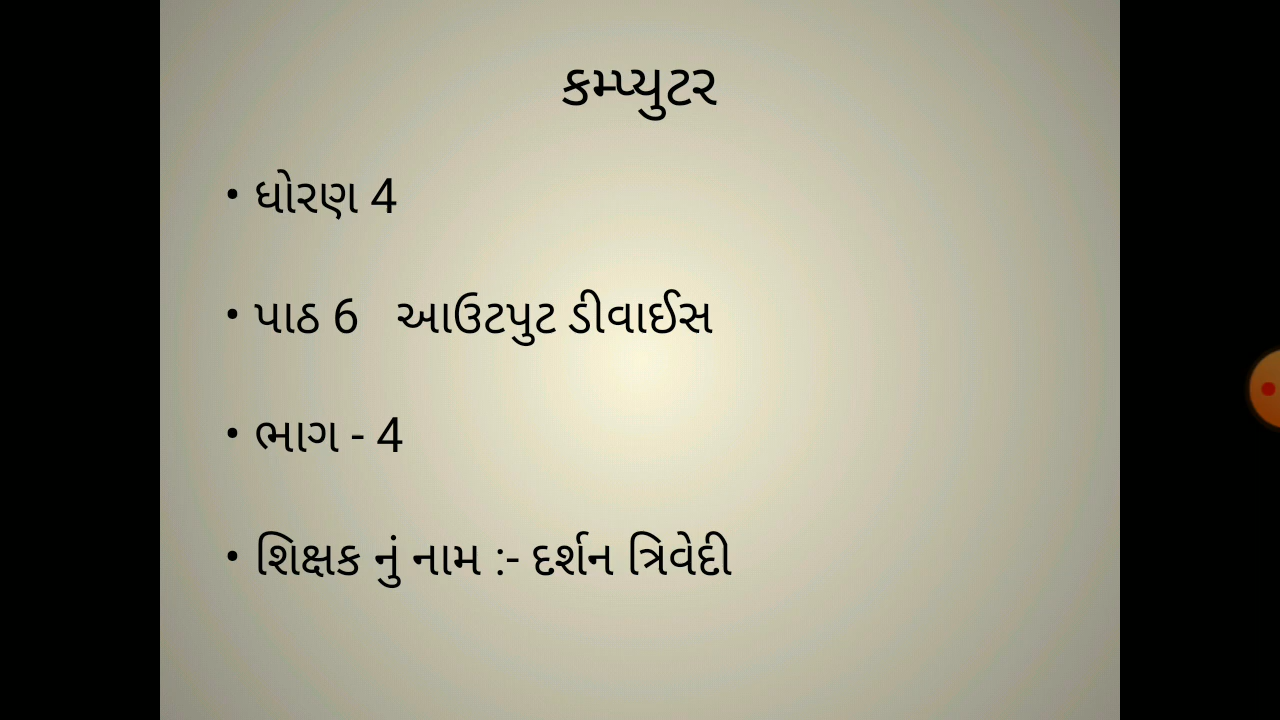 કમ્પ્યુટર
• ધોરણ 4
• પાઠ 6 આઉટપુટ ડીવાઈસ
• ભાગ - 4
• શિક્ષક નું નામ :- દર્શન ત્રિવેદી